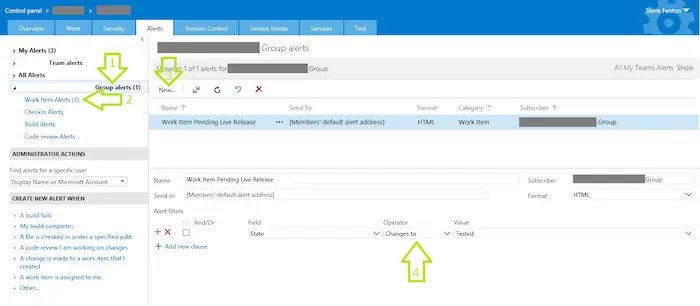 Control panel > >
Steve Fenton
Overview Work Security Alerts Version Control Service Hooks Services Test
My Alerts (3)
Team alerts
All Alerts
Group alerts (1)
Work Item Alerts (1)
Checkin Alerts
Build Alerts
Code review Alerts
ADMINISTRATOR ACTIONS
Find alerts for a specific user
Display Name or Microsoft Account
CREATE NEW ALERT WHEN
A build fails
My build completes
A file is checked in under a specified path
A code review I am working on changes
A change is made to a work item that I
created
A work item is assigned to me
Other...
1
2
Group alerts
Showing 1 of 1 alerts for Group
All My Teams Alerts Show
3
New...
Name Send To Format Category Subscriber
Work Item Pending Live Release ... [Members' default alert address] HTML Work Item Group
Name Work Item Pending Live Release Subscriber Group
Send to [Members' default alert address] Format HTML
Alert filters
And/Or Field Operator Value
State Changes to Tested
Add new clause
4